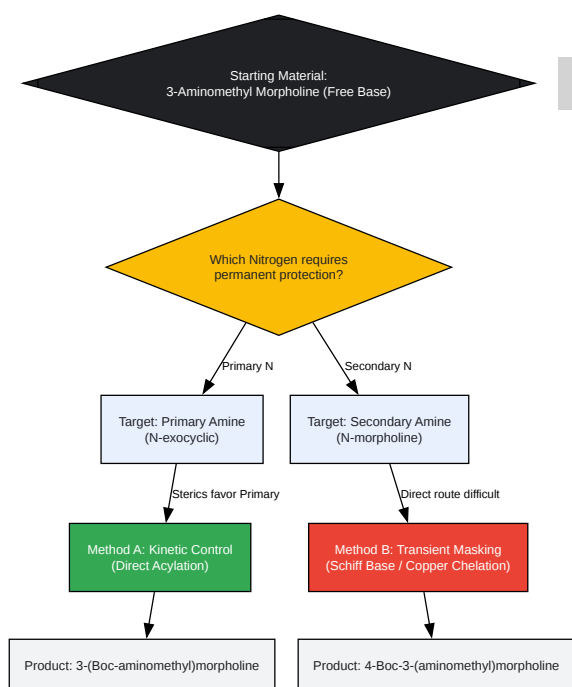 Starting Material:
3-Aminomethyl Morpholine (Free Base)
Which Nitrogen requires
permanent protection?
Primary N
Secondary N
Target: Primary Amine
(N-exocyclic)
Target: Secondary Amine
(N-morpholine)
Sterics favor Primary
Direct route difficult
Method A: Kinetic Control
(Direct Acylation)
Method B: Transient Masking
(Schiff Base / Copper Chelation)
Product: 3-(Boc-aminomethyl)morpholine
Product: 4-Boc-3-(aminomethyl)morpholine